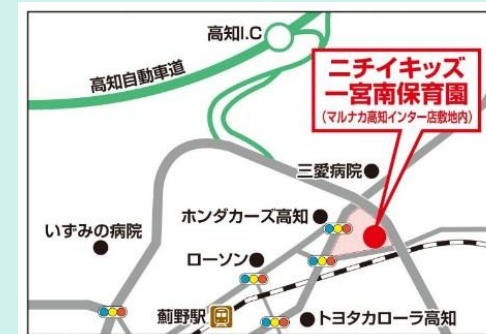 高知I.C
高知自動車道
ニチイキッズ
一宮南保育園
(マルナカ高知インター店敷地内)
三愛病院
ホンダカーズ高知
いずみの病院
ローソン
薊野駅
トヨタカローラ高知